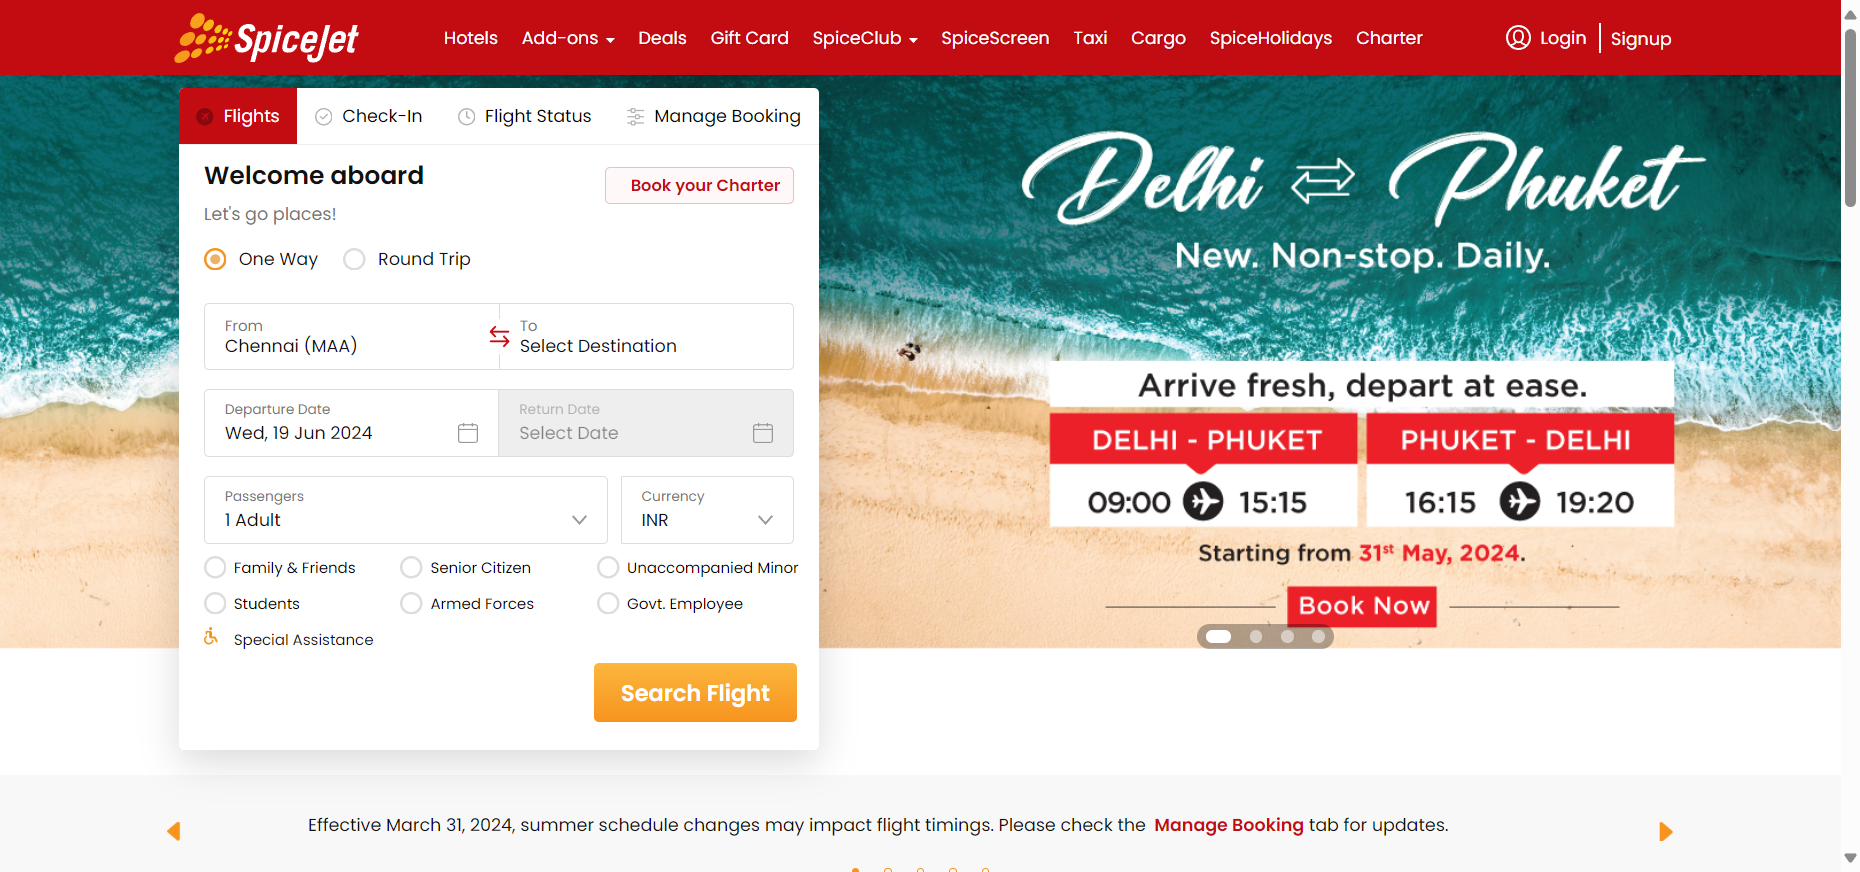 SpiceJet
Hotels Add-ons Deals Gift Card SpiceClub SpiceScreen Taxi Cargo SpiceHolidays Charter Login Signup
Flights Check-In Flight Status Manage Booking
Welcome aboard
Book your Charter
Let's go places!
One Way Round Trip
From
Chennai (MAA)
To
Select Destination
Departure Date
Wed, 19 Jun 2024
Return Date
Select Date
Passengers
1 Adult
Currency
INR
Family & Friends Senior Citizen Unaccompanied Minor
Students Armed Forces Govt. Employee
Special Assistance
Search Flight
Delhi Phuket
New. Non-stop. Daily.
Arrive fresh, depart at ease.
DELHI - PHUKET PHUKET - DELHI
09:00 15:15 16:15 19:20
Starting from 31st May, 2024.
Book Now
Effective March 31, 2024, summer schedule changes may impact flight timings. Please check the Manage Booking tab for updates.